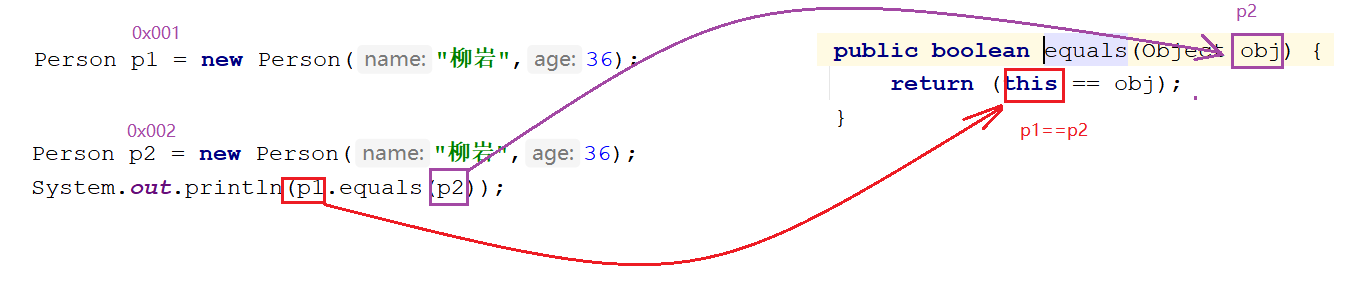 0x001
Person p1 = new Person( name: "柳岩", age: 36);
0x002
Person p2 = new Person( name: "柳岩", age: 36);
System.out.println(p1.equals(p2));
p2
public boolean equals(Object obj) {
return (this == obj);
}
p1==p2